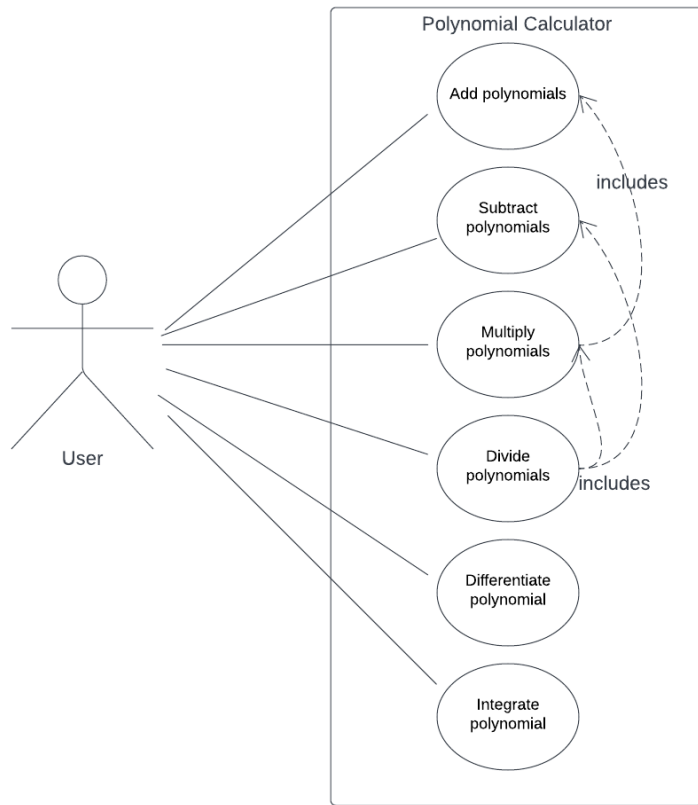 Polynomial Calculator
Add polynomials
includes
Subtract
polynomials
Multiply
polynomials
User
Divide
polynomials
includes
Differentiate
polynomial
Integrate
polynomial